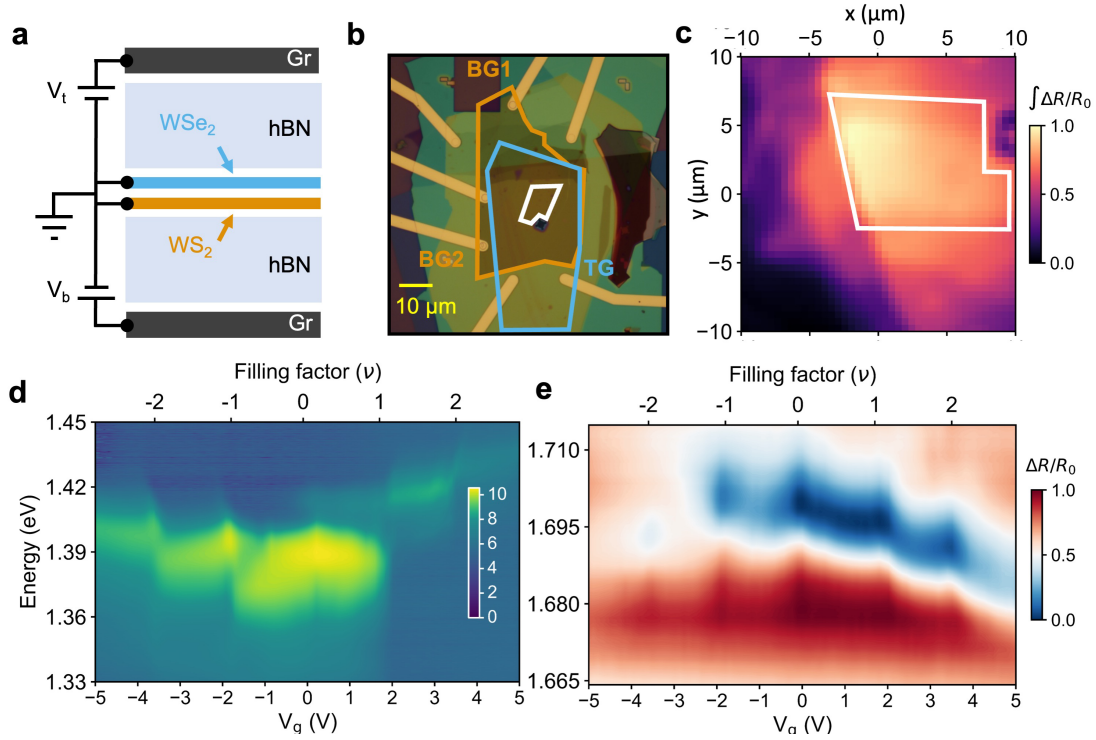 a
Gr
Vt
WSe2
hBN
WS2
hBN
Vb
Gr
b
BG1
BG2
TG
10 μm
c
x (μm)
−10 −5 0 5 10
10
5
0
−5
−10
y (μm)
∫ΔR/R0
1.0
0.5
0.0
d
Filling factor (ν)
-2 -1 0 1 2
1.45
1.42
1.39
1.36
1.33
Energy (eV)
10
8
6
4
2
0
−5 −4 −3 −2 −1 0 1 2 3 4 5
Vg (V)
e
Filling factor (ν)
-2 -1 0 1 2
1.710
1.695
1.680
1.665
−5 −4 −3 −2 −1 0 1 2 3 4 5
Vg (V)
ΔR/R0
1.0
0.5
0.0